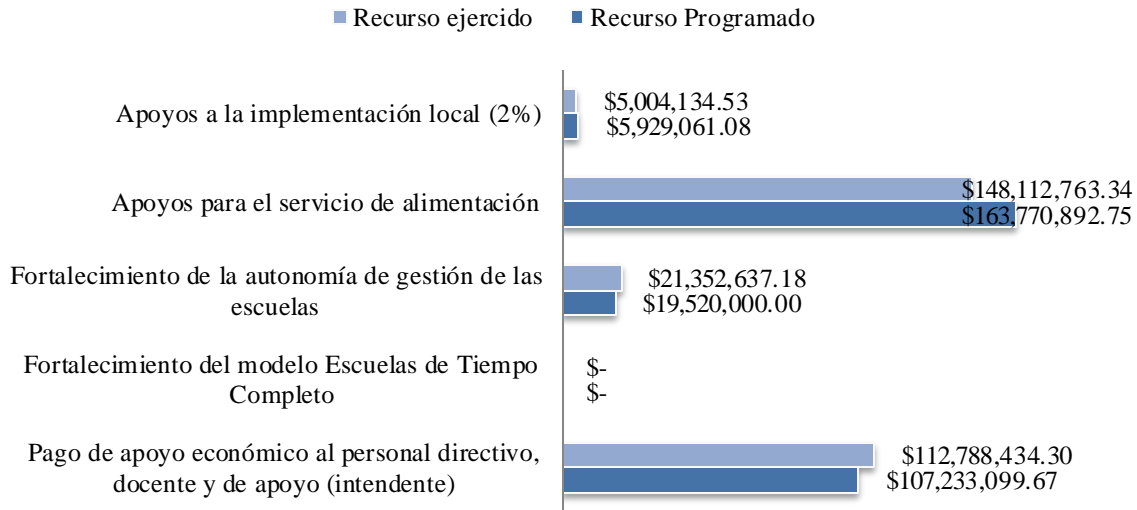 Recurso ejercido Recurso Programado
Apoyos a la implementación local (2%)
$5,004,134.53
$5,929,061.08
Apoyos para el servicio de alimentación
$148,112,763.34
$163,770,892.75
Fortalecimiento de la autonomía de gestión de las
escuelas
$21,352,637.18
$19,520,000.00
Fortalecimiento del modelo Escuelas de Tiempo
Completo
$-
$-
Pago de apoyo económico al personal directivo,
docente y de apoyo (intendente)
$112,788,434.30
$107,233,099.67